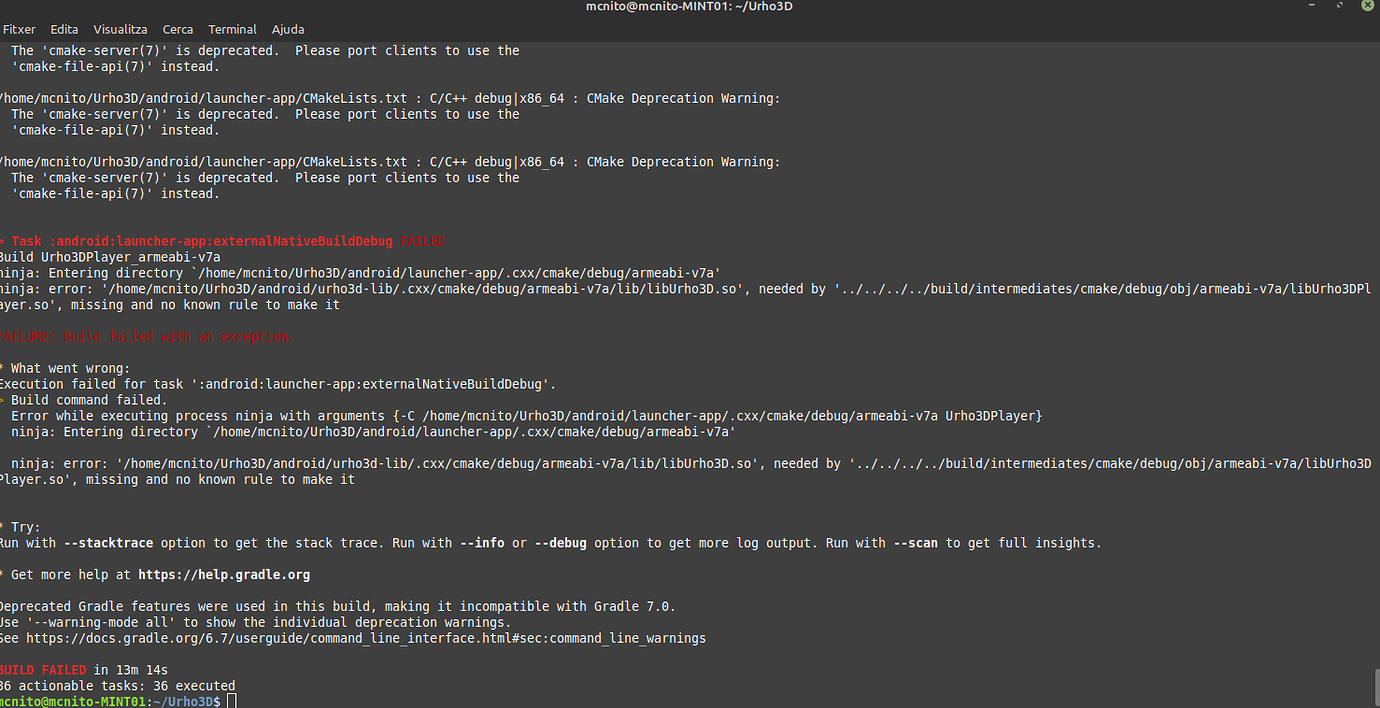 mcnito@mcnito-MINT01: ~/Urho3D
Fitxer Edita Visualitza Cerca Terminal Ajuda
The 'cmake-server(7)' is deprecated. Please port clients to use the
'cmake-file-api(7)' instead.
/home/mcnito/Urho3D/android/launcher-app/CMakeLists.txt : C/C++ debug|x86_64 : CMake Deprecation Warning:
The 'cmake-server(7)' is deprecated. Please port clients to use the
'cmake-file-api(7)' instead.
/home/mcnito/Urho3D/android/launcher-app/CMakeLists.txt : C/C++ debug|x86_64 : CMake Deprecation Warning:
The 'cmake-server(7)' is deprecated. Please port clients to use the
'cmake-file-api(7)' instead.
> Task :android:launcher-app:externalNativeBuildDebug FAILED
Build Urho3DPlayer_armeabi-v7a
ninja: Entering directory `/home/mcnito/Urho3D/android/launcher-app/.cxx/cmake/debug/armeabi-v7a'
ninja: error: '/home/mcnito/Urho3D/android/urho3d-lib/.cxx/cmake/debug/armeabi-v7a/lib/libUrho3D.so', needed by '../../../../build/intermediates/cmake/debug/obj/armeabi-v7a/libUrho3DPl
ayer.so', missing and no known rule to make it
FAILURE: Build failed with an exception.
* What went wrong:
Execution failed for task ':android:launcher-app:externalNativeBuildDebug'.
> Build command failed.
Error while executing process ninja with arguments {-C /home/mcnito/Urho3D/android/launcher-app/.cxx/cmake/debug/armeabi-v7a Urho3DPlayer}
ninja: Entering directory `/home/mcnito/Urho3D/android/launcher-app/.cxx/cmake/debug/armeabi-v7a'
ninja: error: '/home/mcnito/Urho3D/android/urho3d-lib/.cxx/cmake/debug/armeabi-v7a/lib/libUrho3D.so', needed by '../../../../build/intermediates/cmake/debug/obj/armeabi-v7a/libUrho3D
Player.so', missing and no known rule to make it
* Try:
Run with --stacktrace option to get the stack trace. Run with --info or --debug option to get more log output. Run with --scan to get full insights.
* Get more help at https://help.gradle.org
Deprecated Gradle features were used in this build, making it incompatible with Gradle 7.0.
Use '--warning-mode all' to show the individual deprecation warnings.
See https://docs.gradle.org/6.7/userguide/command_line_interface.html#sec:command_line_warnings
BUILD FAILED in 13m 14s
36 actionable tasks: 36 executed
mcnito@mcnito-MINT01:~/Urho3D$